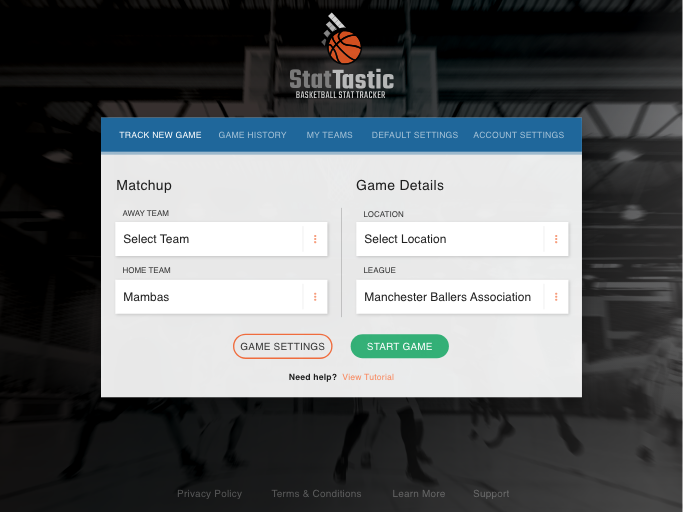 StatTastic
BASKETBALL STAT TRACKER
TRACK NEW GAME GAME HISTORY MY TEAMS DEFAULT SETTINGS ACCOUNT SETTINGS
Matchup
AWAY TEAM
Select Team
HOME TEAM
Mambas
Game Details
LOCATION
Select Location
LEAGUE
Manchester Ballers Association
GAME SETTINGS START GAME
Need help? View Tutorial
Privacy Policy Terms & Conditions Learn More Support